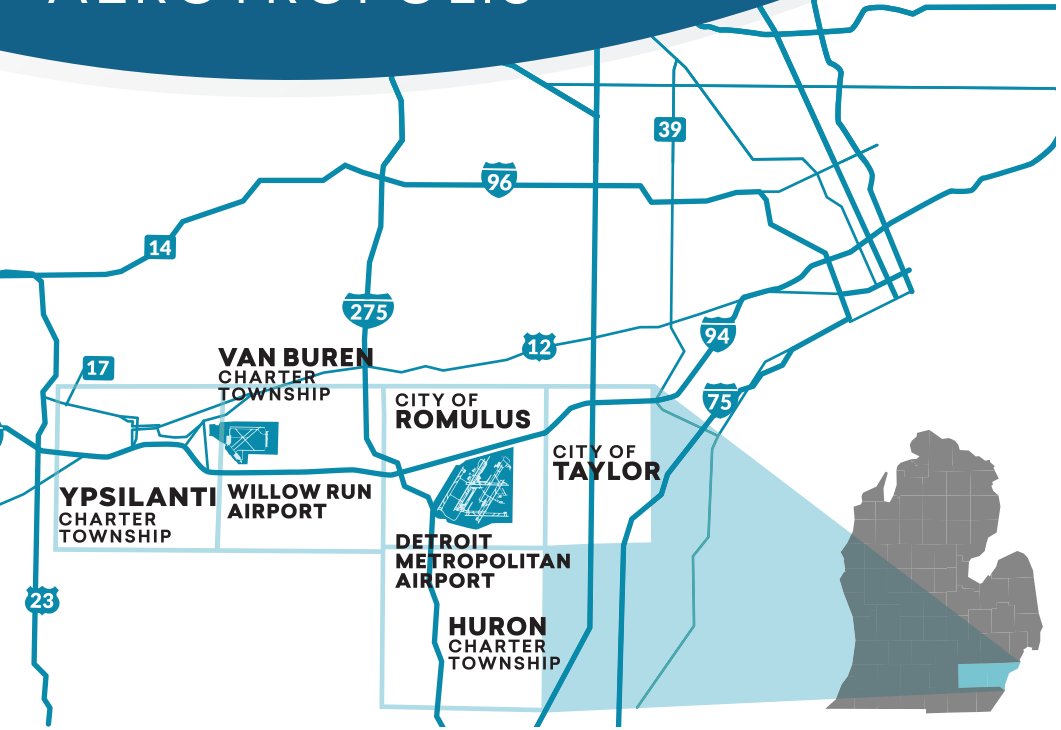 AEROTROPOLIS
39
96
14
275
12
94
17
75
VAN BUREN
CHARTER
TOWNSHIP
CITY OF
ROMULUS
CITY OF
TAYLOR
YPSILANTI
CHARTER
TOWNSHIP
WILLOW RUN
AIRPORT
DETROIT
METROPOLITAN
AIRPORT
23
HURON
CHARTER
TOWNSHIP